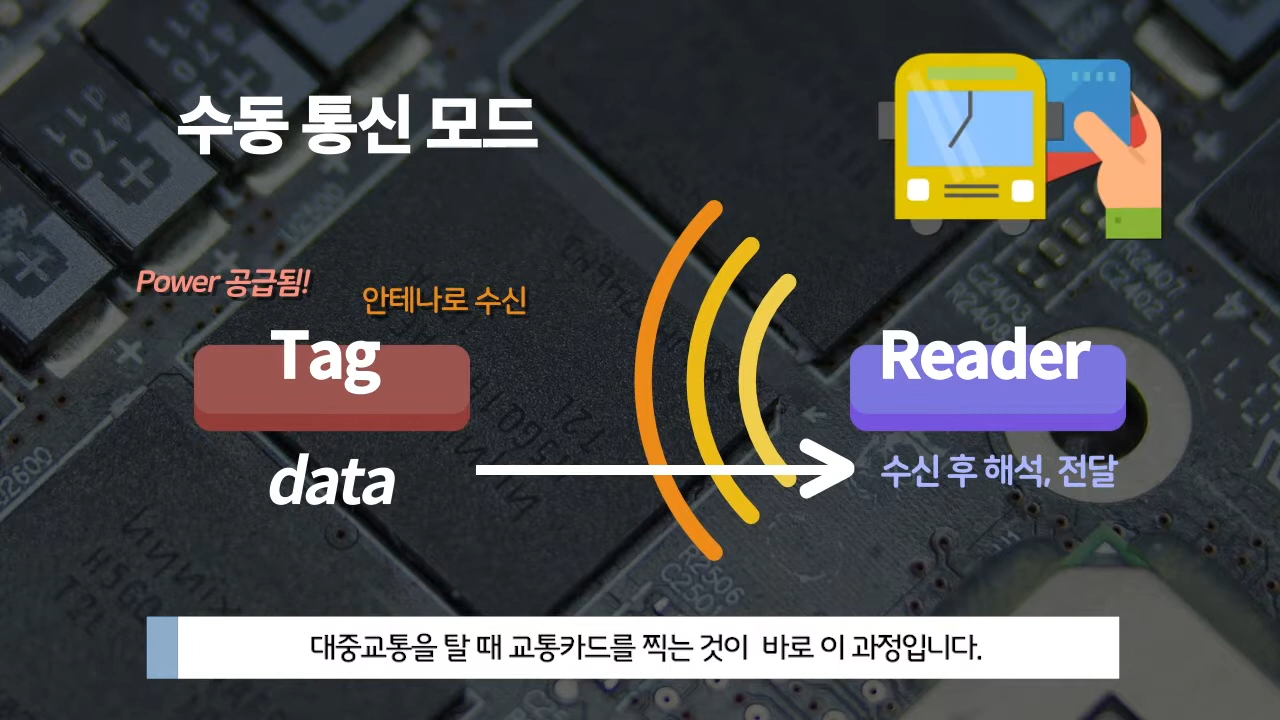 수동 통신 모드
Power 공급됨!
안테나로 수신
Tag
Reader
data
수신 후 해석, 전달
대중교통을 탈 때 교통카드를 찍는 것이 바로 이 과정입니다.